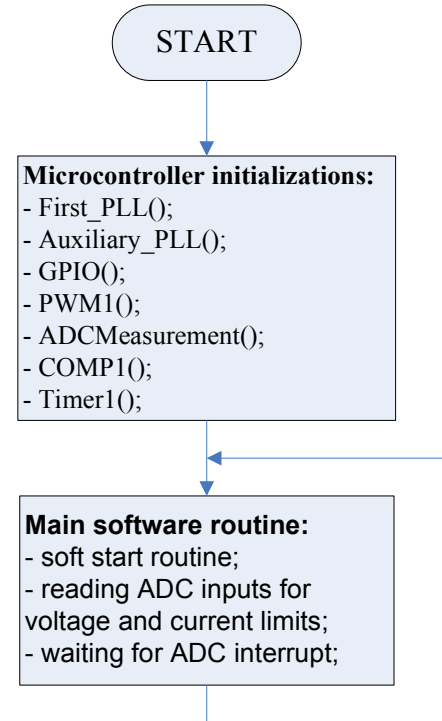 START
Microcontroller initializations:
- First_PLL();
- Auxiliary_PLL();
- GPIO();
- PWM1();
- ADCMeasurement();
- COMP1();
- Timer1();
Main software routine:
- soft start routine;
- reading ADC inputs for
voltage and current limits;
- waiting for ADC interrupt;